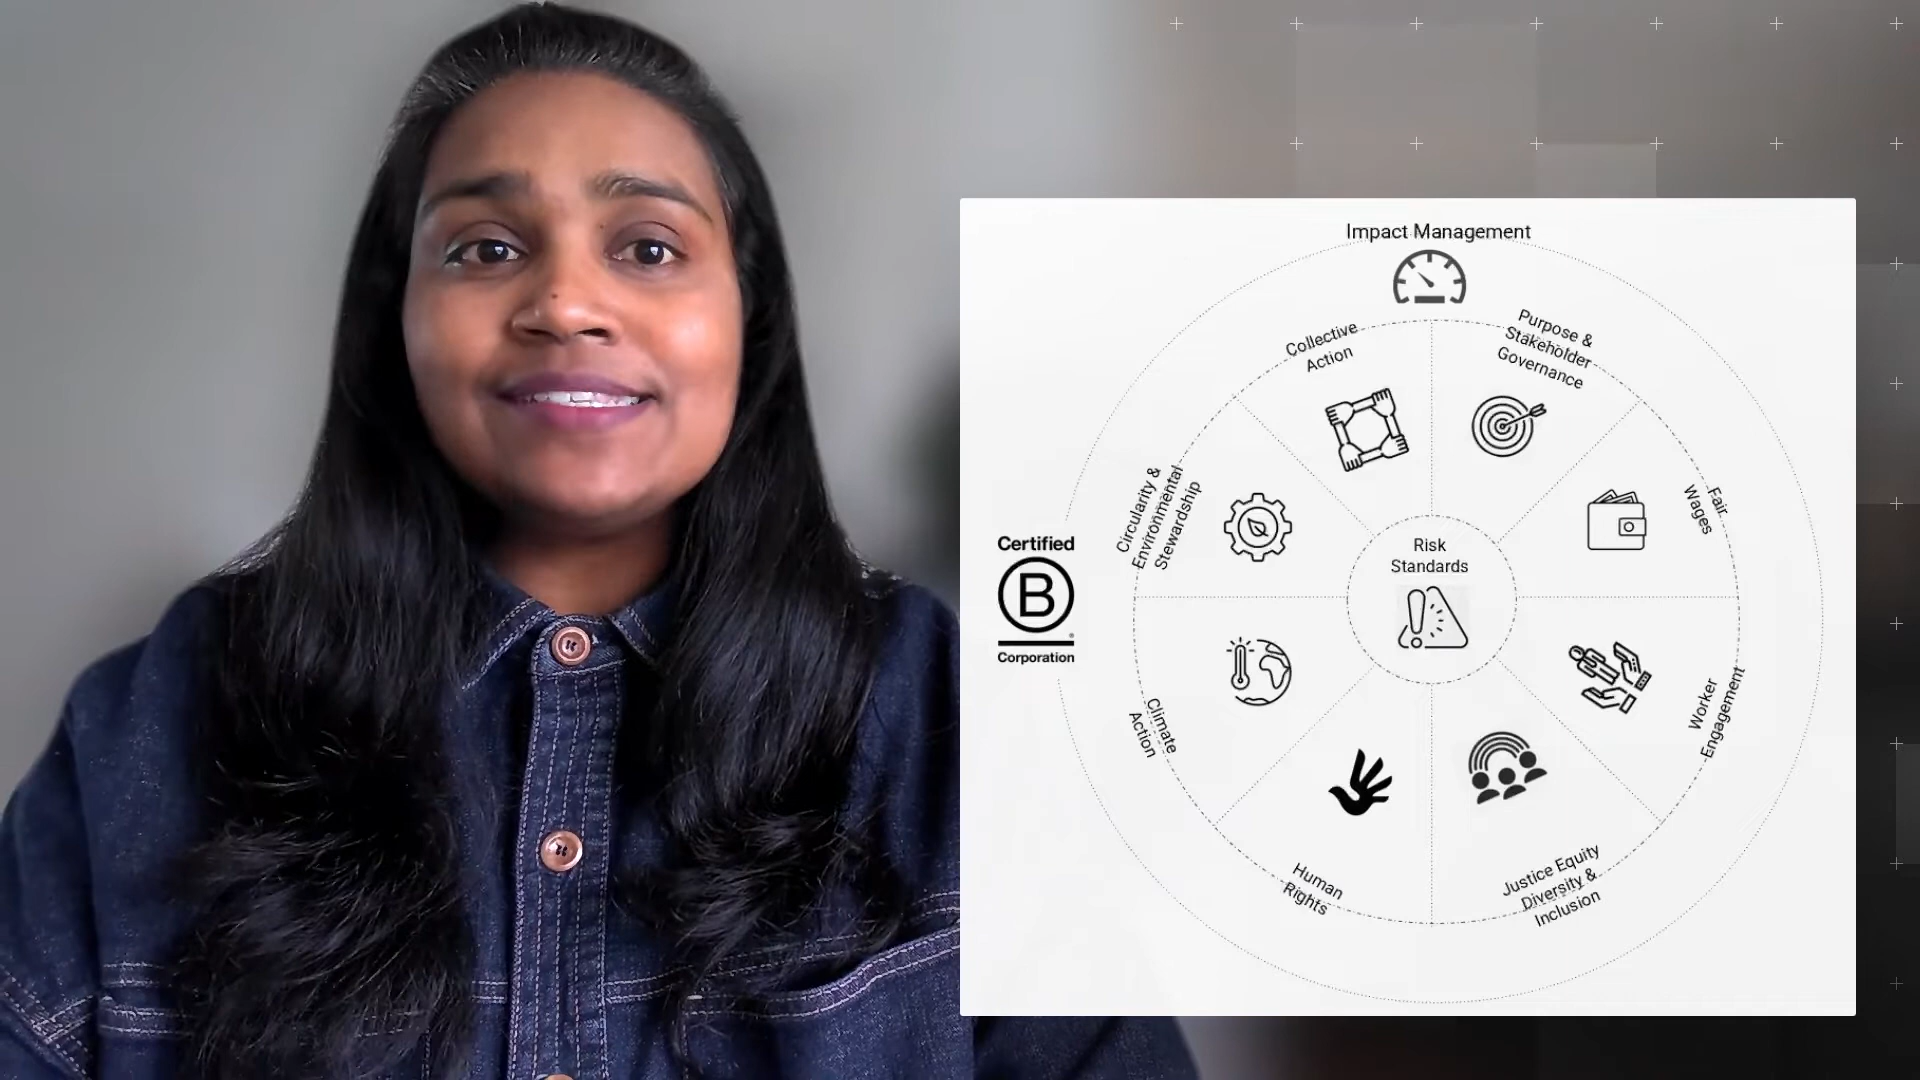 Impact Management
Collective
Action
Purpose &
Stakeholder
Governance
Fair
Wages
Circularity &
Environmental
Stewardship
Risk
Standards
Certified
B
®
Corporation
Climate
Action
Worker
Engagement
Human
Rights
Justice Equity
Diversity &
Inclusion